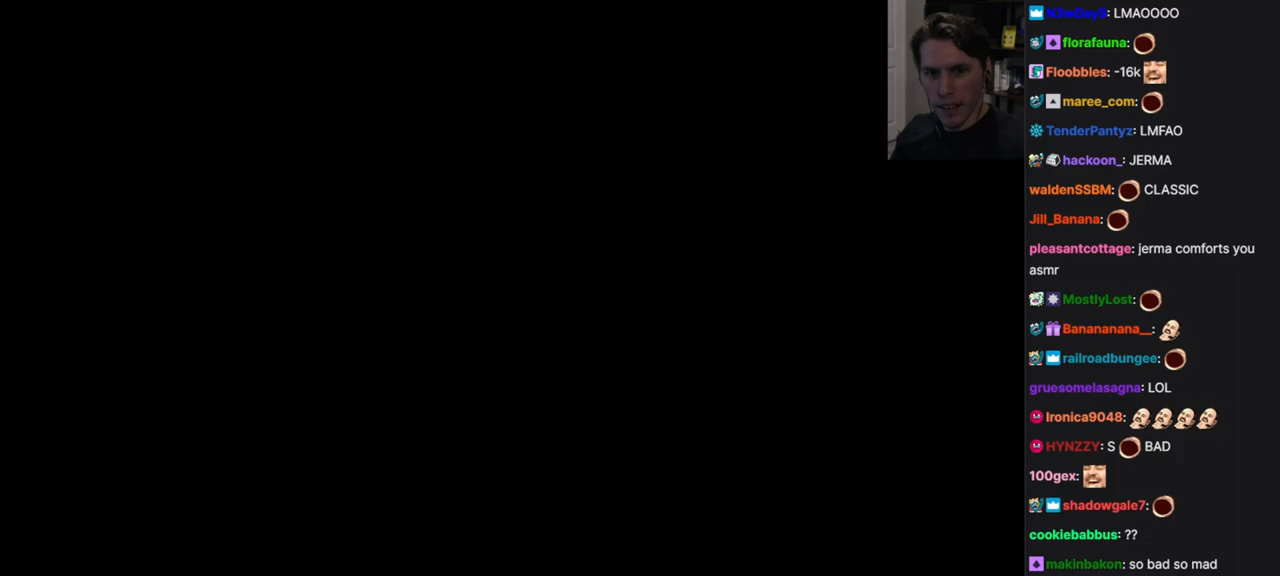 N3wDayS: LMAOOOO
florafauna:
Floobbles: -16k
maree_com:
TenderPantyz: LMFAO
hackoon_: JERMA
waldenSSBM: CLASSIC
Jill_Banana:
pleasantcottage: jerma comforts you
asmr
MostlyLost:
Banananana__:
railroadbungee:
gruesomelasagna: LOL
Ironica9048:
HYNZZY: S BAD
100gex:
shadowgale7:
cookiebabbus: ??
makinbakon: so bad so mad